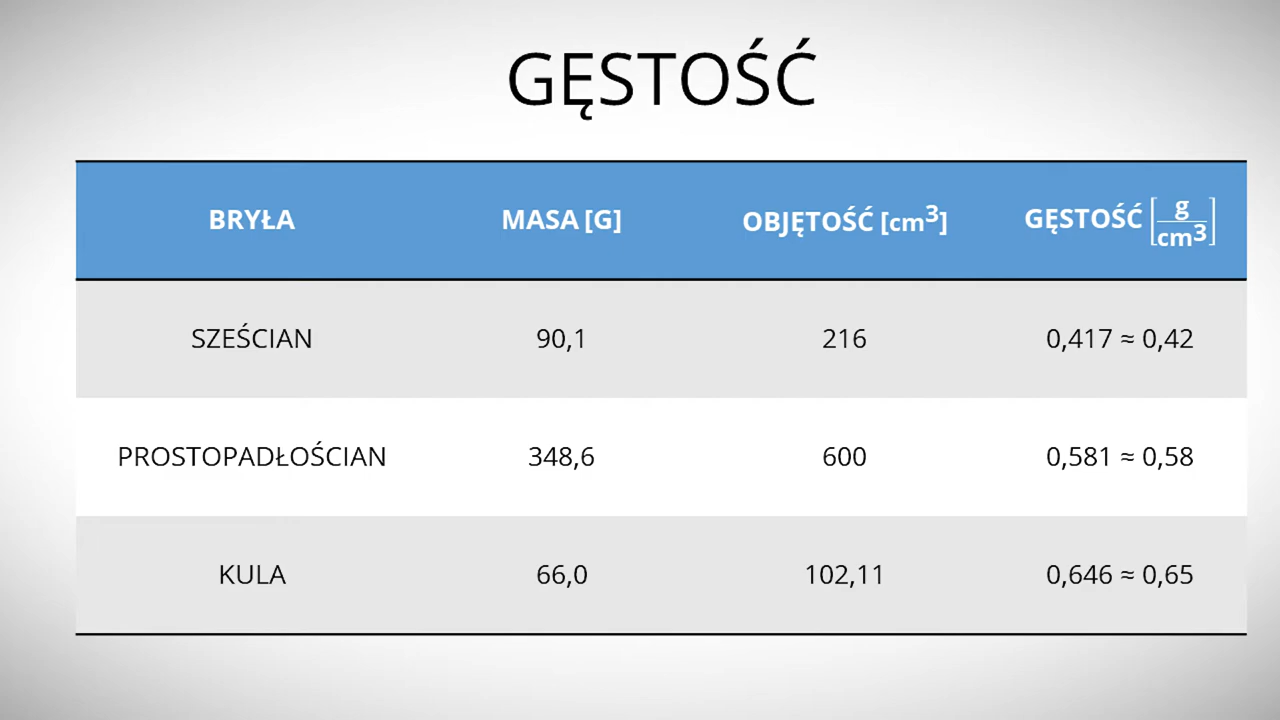 GĘSTOŚĆ
BRYŁA MASA [G] OBJĘTOŚĆ [cm³] GĘSTOŚĆ [g/cm³]
SZEŚCIAN 90,1 216 0,417 ≈ 0,42
PROSTOPADŁOŚCIAN 348,6 600 0,581 ≈ 0,58
KULA 66,0 102,11 0,646 ≈ 0,65